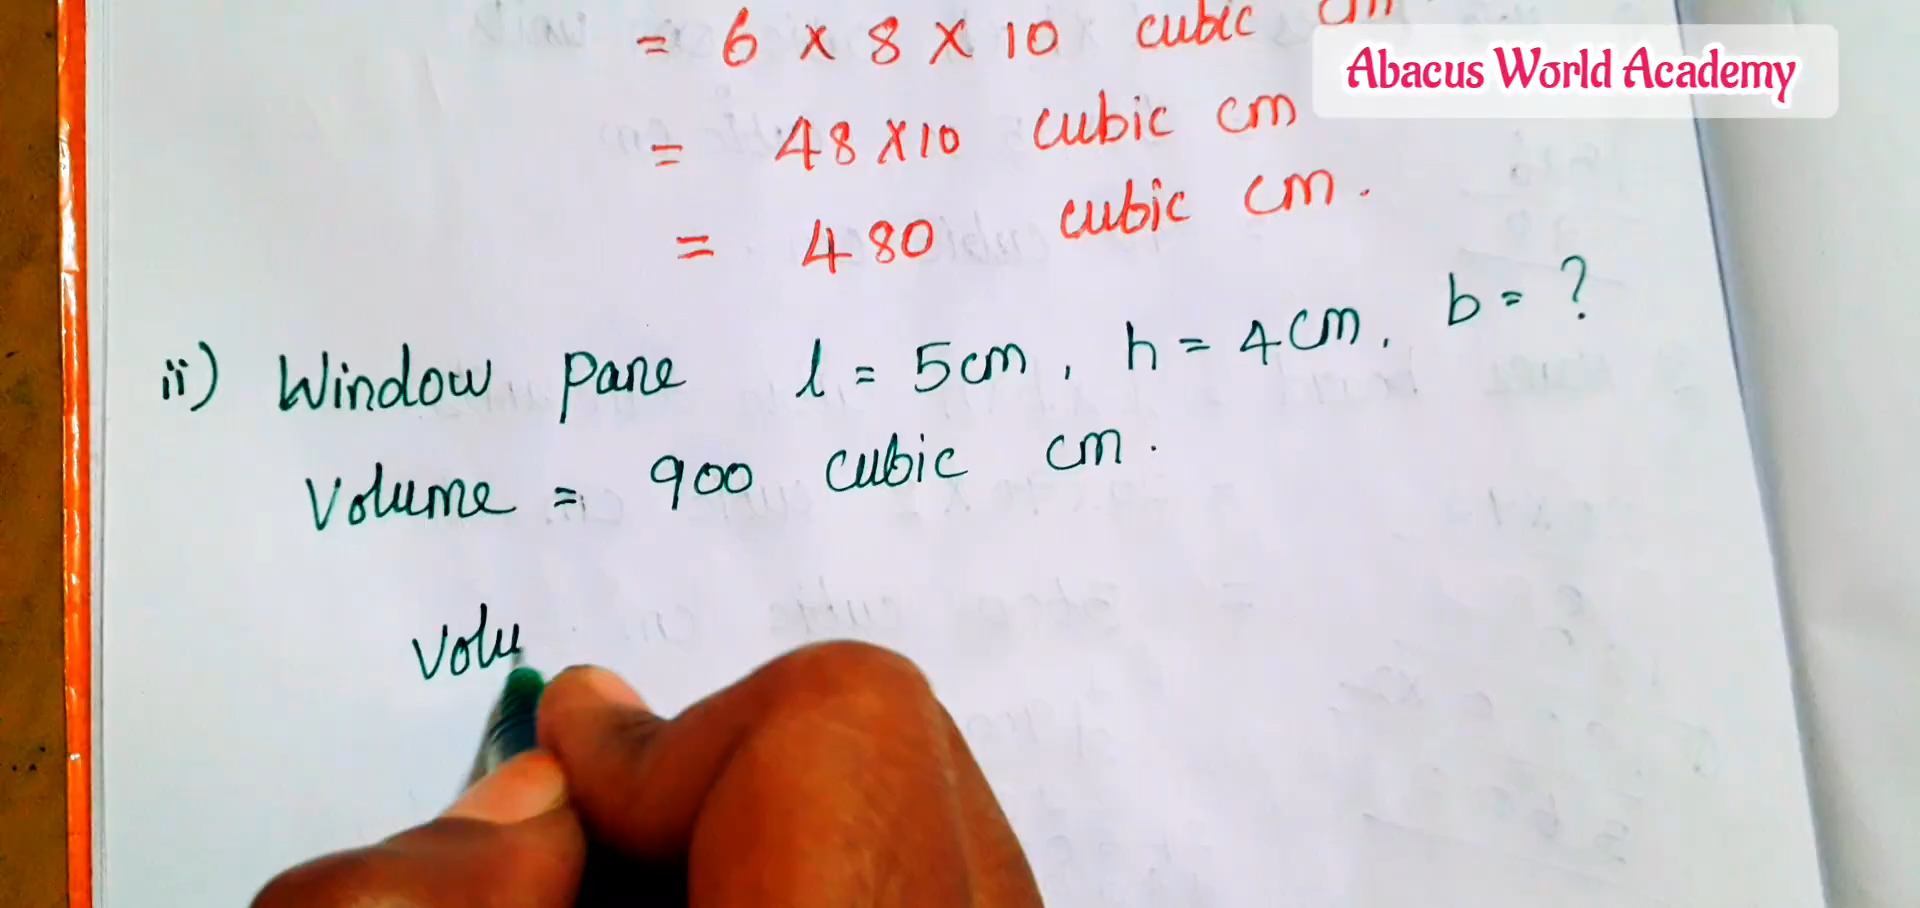 = 6 × 8 × 10 cubic cm
Abacus World Academy
= 48 × 10 cubic cm
= 480 cubic cm.
ii) Window pane l = 5cm, h = 4cm, b = ?
Volume = 900 cubic cm.
Volu